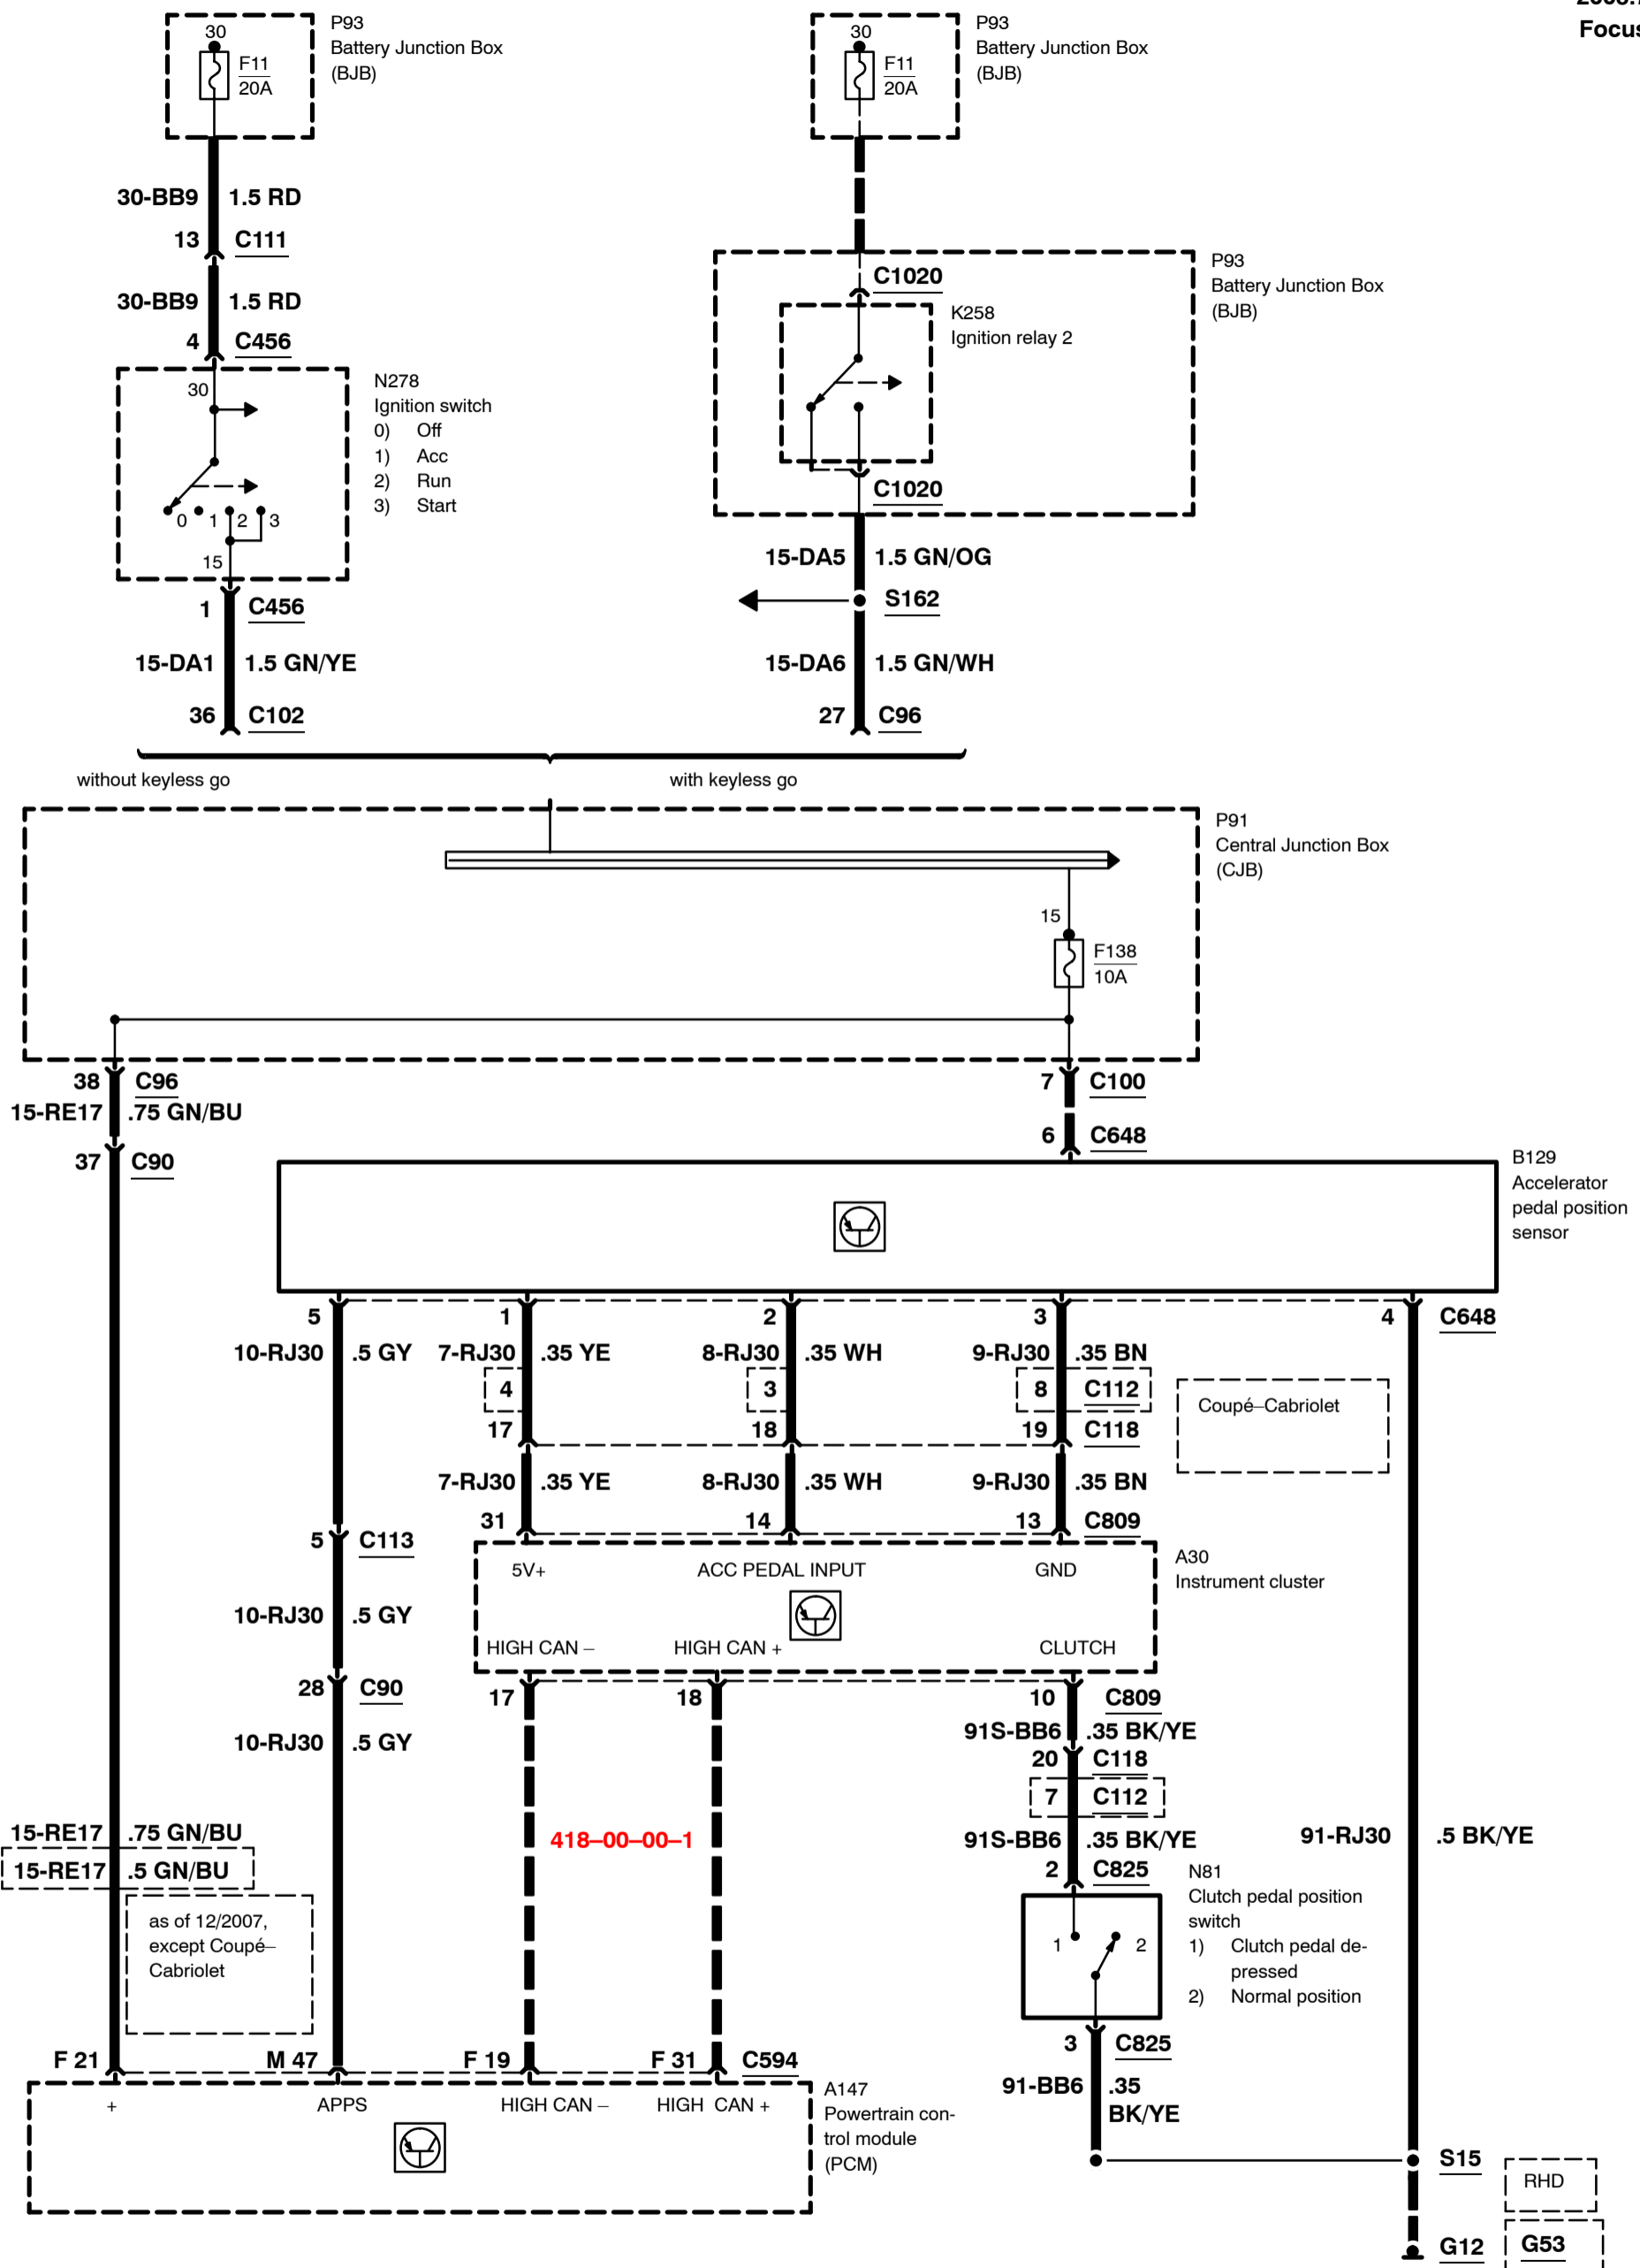 Focus
30
F11
20A
P93
Battery Junction Box
(BJB)
30
F11
20A
P93
Battery Junction Box
(BJB)
30-BB9 1.5 RD
13 C111
30-BB9 1.5 RD
4 C456
30
N278
Ignition switch
0) Off
1) Acc
2) Run
3) Start
0 1 2 3
15
1 C456
15-DA1 1.5 GN/YE
36 C102
P93
Battery Junction Box
(BJB)
C1020
K258
Ignition relay 2
C1020
15-DA5 1.5 GN/OG
S162
15-DA6 1.5 GN/WH
27 C96
without keyless go
with keyless go
P91
Central Junction Box
(CJB)
15
F138
10A
38 C96
15-RE17 .75 GN/BU
37 C90
7 C100
6 C648
B129
Accelerator
pedal position
sensor
5 1 2 3 4 C648
10-RJ30 .5 GY 7-RJ30 .35 YE 8-RJ30 .35 WH 9-RJ30 .35 BN
4 3 8 C112
Coupé–Cabriolet
17 18 19 C118
7-RJ30 .35 YE 8-RJ30 .35 WH 9-RJ30 .35 BN
31 14 13 C809
5 C113
5V+ ACC PEDAL INPUT GND
A30
Instrument cluster
10-RJ30 .5 GY
HIGH CAN – HIGH CAN + CLUTCH
28 C90
17 18 10 C809
10-RJ30 .5 GY
91S-BB6 .35 BK/YE
20 C118
7 C112
418–00–00–1
91S-BB6 .35 BK/YE
2 C825
91-RJ30 .5 BK/YE
15-RE17 .75 GN/BU
15-RE17 .5 GN/BU
as of 12/2007,
except Coupé–
Cabriolet
N81
Clutch pedal position
switch
1) Clutch pedal de-
pressed
2) Normal position
1 2
3 C825
91-BB6 .35
BK/YE
F 21 M 47 F 19 F 31 C594
+ APPS HIGH CAN – HIGH CAN +
A147
Powertrain con-
trol module
(PCM)
S15
RHD
G12
G53